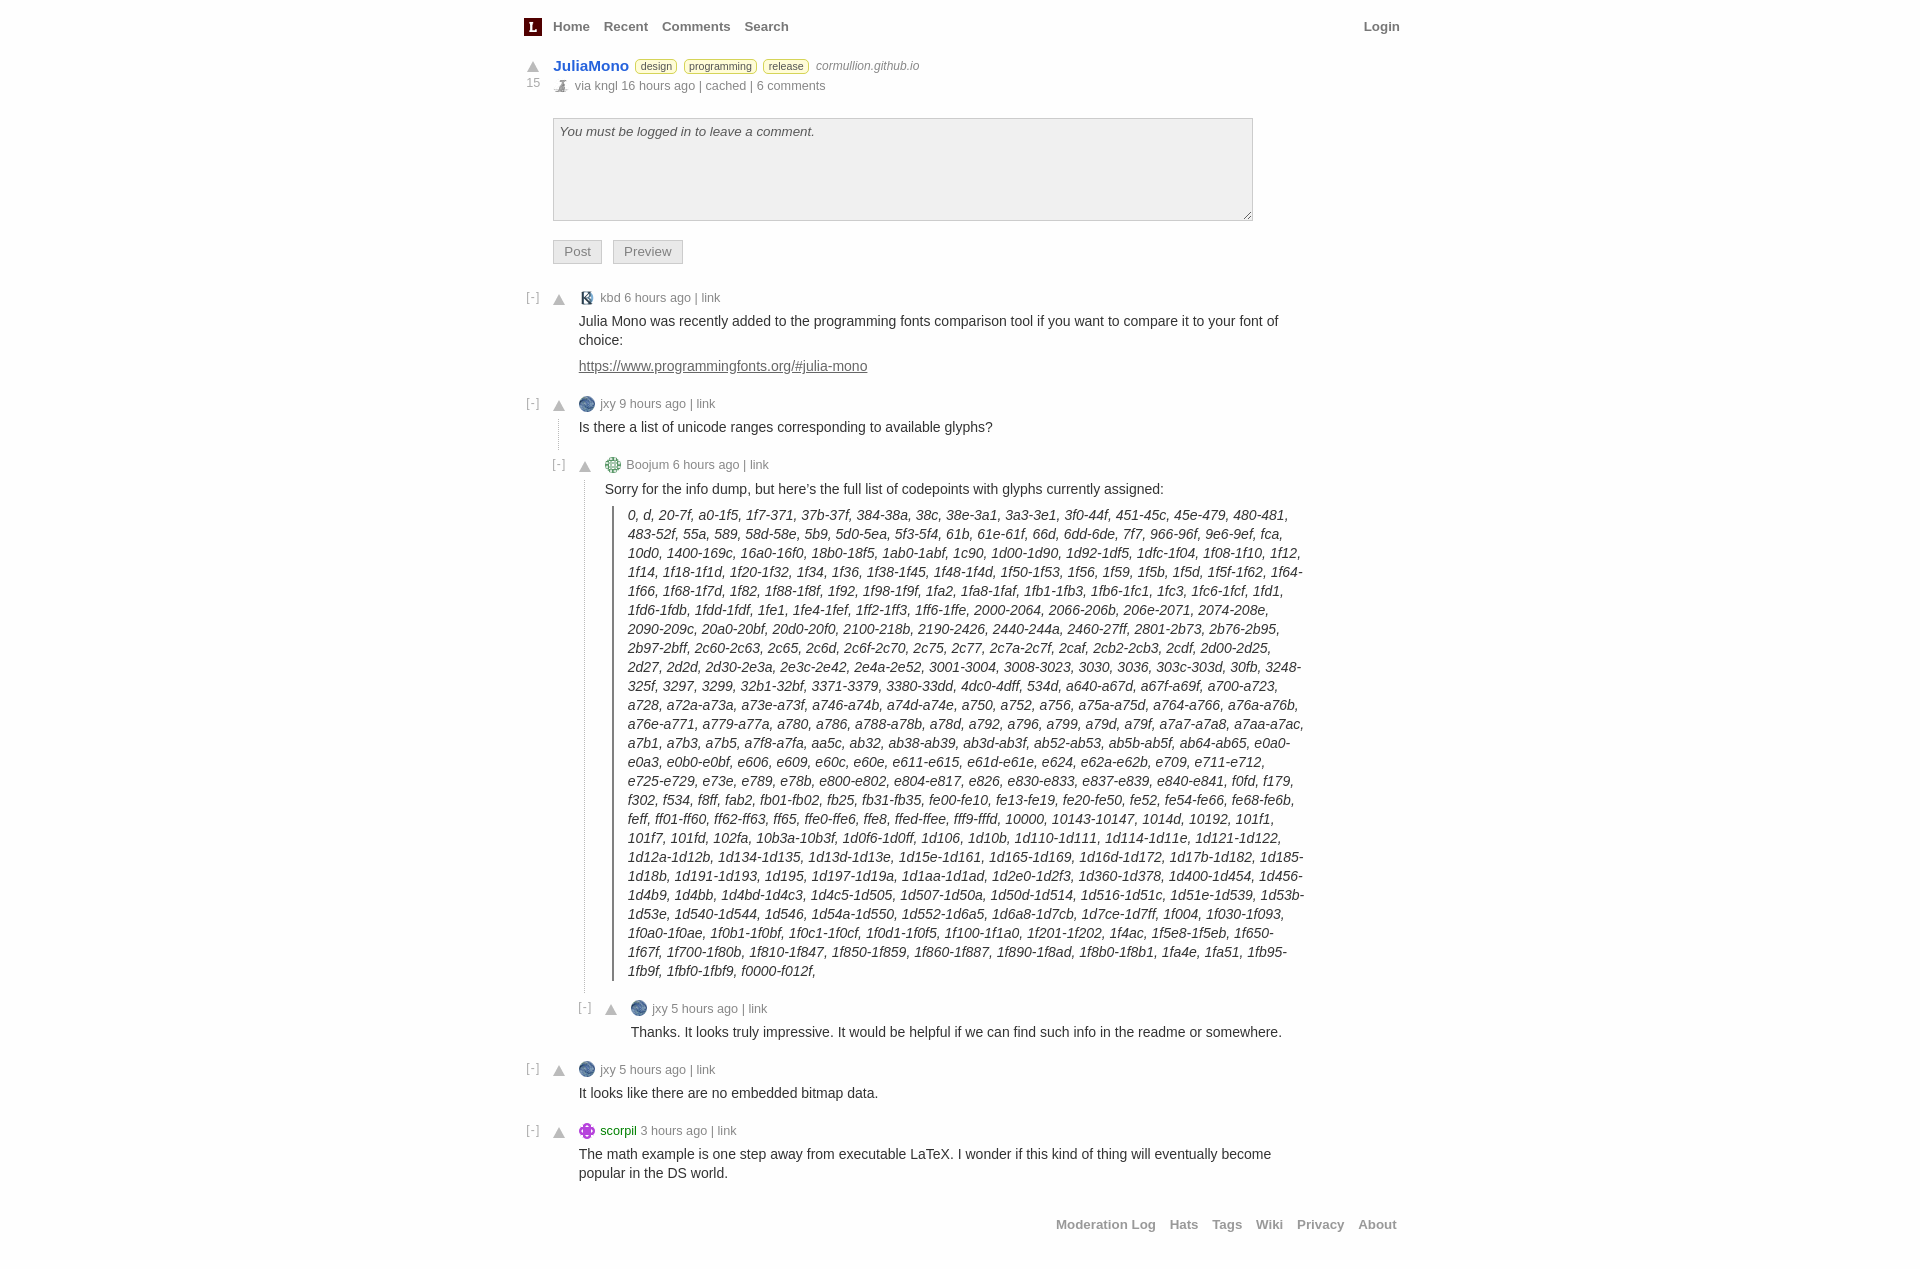 L Home Recent Comments Search Login
JuliaMono design programming release cormullion.github.io
15 via kngl 16 hours ago | cached | 6 comments
You must be logged in to leave a comment.
Post Preview
[-] kbd 6 hours ago | link
Julia Mono was recently added to the programming fonts comparison tool if you want to compare it to your font of
choice:
https://www.programmingfonts.org/#julia-mono
[-] jxy 9 hours ago | link
Is there a list of unicode ranges corresponding to available glyphs?
[-] Boojum 6 hours ago | link
Sorry for the info dump, but here’s the full list of codepoints with glyphs currently assigned:
0, d, 20-7f, a0-1f5, 1f7-371, 37b-37f, 384-38a, 38c, 38e-3a1, 3a3-3e1, 3f0-44f, 451-45c, 45e-479, 480-481,
483-52f, 55a, 589, 58d-58e, 5b9, 5d0-5ea, 5f3-5f4, 61b, 61e-61f, 66d, 6dd-6de, 7f7, 966-96f, 9e6-9ef, fca,
10d0, 1400-169c, 16a0-16f0, 18b0-18f5, 1ab0-1abf, 1c90, 1d00-1d90, 1d92-1df5, 1dfc-1f04, 1f08-1f10, 1f12,
1f14, 1f18-1f1d, 1f20-1f32, 1f34, 1f36, 1f38-1f45, 1f48-1f4d, 1f50-1f53, 1f56, 1f59, 1f5b, 1f5d, 1f5f-1f62, 1f64-
1f66, 1f68-1f7d, 1f82, 1f88-1f8f, 1f92, 1f98-1f9f, 1fa2, 1fa8-1faf, 1fb1-1fb3, 1fb6-1fc1, 1fc3, 1fc6-1fcf, 1fd1,
1fd6-1fdb, 1fdd-1fdf, 1fe1, 1fe4-1fef, 1ff2-1ff3, 1ff6-1ffe, 2000-2064, 2066-206b, 206e-2071, 2074-208e,
2090-209c, 20a0-20bf, 20d0-20f0, 2100-218b, 2190-2426, 2440-244a, 2460-27ff, 2801-2b73, 2b76-2b95,
2b97-2bff, 2c60-2c63, 2c65, 2c6d, 2c6f-2c70, 2c75, 2c77, 2c7a-2c7f, 2caf, 2cb2-2cb3, 2cdf, 2d00-2d25,
2d27, 2d2d, 2d30-2e3a, 2e3c-2e42, 2e4a-2e52, 3001-3004, 3008-3023, 3030, 3036, 303c-303d, 30fb, 3248-
325f, 3297, 3299, 32b1-32bf, 3371-3379, 3380-33dd, 4dc0-4dff, 534d, a640-a67d, a67f-a69f, a700-a723,
a728, a72a-a73a, a73e-a73f, a746-a74b, a74d-a74e, a750, a752, a756, a75a-a75d, a764-a766, a76a-a76b,
a76e-a771, a779-a77a, a780, a786, a788-a78b, a78d, a792, a796, a799, a79d, a79f, a7a7-a7a8, a7aa-a7ac,
a7b1, a7b3, a7b5, a7f8-a7fa, aa5c, ab32, ab38-ab39, ab3d-ab3f, ab52-ab53, ab5b-ab5f, ab64-ab65, e0a0-
e0a3, e0b0-e0bf, e606, e609, e60c, e60e, e611-e615, e61d-e61e, e624, e62a-e62b, e709, e711-e712,
e725-e729, e73e, e789, e78b, e800-e802, e804-e817, e826, e830-e833, e837-e839, e840-e841, f0fd, f179,
f302, f534, f8ff, fab2, fb01-fb02, fb25, fb31-fb35, fe00-fe10, fe13-fe19, fe20-fe50, fe52, fe54-fe66, fe68-fe6b,
feff, ff01-ff60, ff62-ff63, ff65, ffe0-ffe6, ffe8, ffed-ffee, fff9-fffd, 10000, 10143-10147, 1014d, 10192, 101f1,
101f7, 101fd, 102fa, 10b3a-10b3f, 1d0f6-1d0ff, 1d106, 1d10b, 1d110-1d111, 1d114-1d11e, 1d121-1d122,
1d12a-1d12b, 1d134-1d135, 1d13d-1d13e, 1d15e-1d161, 1d165-1d169, 1d16d-1d172, 1d17b-1d182, 1d185-
1d18b, 1d191-1d193, 1d195, 1d197-1d19a, 1d1aa-1d1ad, 1d2e0-1d2f3, 1d360-1d378, 1d400-1d454, 1d456-
1d4b9, 1d4bb, 1d4bd-1d4c3, 1d4c5-1d505, 1d507-1d50a, 1d50d-1d514, 1d516-1d51c, 1d51e-1d539, 1d53b-
1d53e, 1d540-1d544, 1d546, 1d54a-1d550, 1d552-1d6a5, 1d6a8-1d7cb, 1d7ce-1d7ff, 1f004, 1f030-1f093,
1f0a0-1f0ae, 1f0b1-1f0bf, 1f0c1-1f0cf, 1f0d1-1f0f5, 1f100-1f1a0, 1f201-1f202, 1f4ac, 1f5e8-1f5eb, 1f650-
1f67f, 1f700-1f80b, 1f810-1f847, 1f850-1f859, 1f860-1f887, 1f890-1f8ad, 1f8b0-1f8b1, 1fa4e, 1fa51, 1fb95-
1fb9f, 1fbf0-1fbf9, f0000-f012f,
[-] jxy 5 hours ago | link
Thanks. It looks truly impressive. It would be helpful if we can find such info in the readme or somewhere.
[-] jxy 5 hours ago | link
It looks like there are no embedded bitmap data.
[-] scorpil 3 hours ago | link
The math example is one step away from executable LaTeX. I wonder if this kind of thing will eventually become
popular in the DS world.
Moderation Log Hats Tags Wiki Privacy About